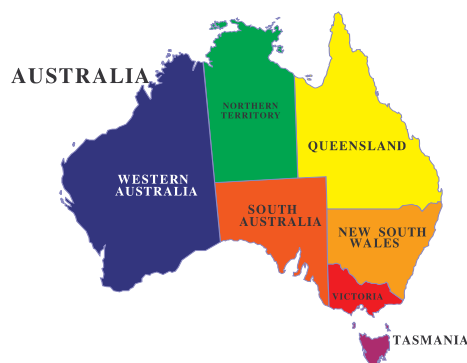 AUSTRALIA
NORTHERN
TERRITORY
QUEENSLAND
WESTERN
AUSTRALIA
SOUTH
AUSTRALIA
NEW SOUTH
WALES
VICTORIA
TASMANIA